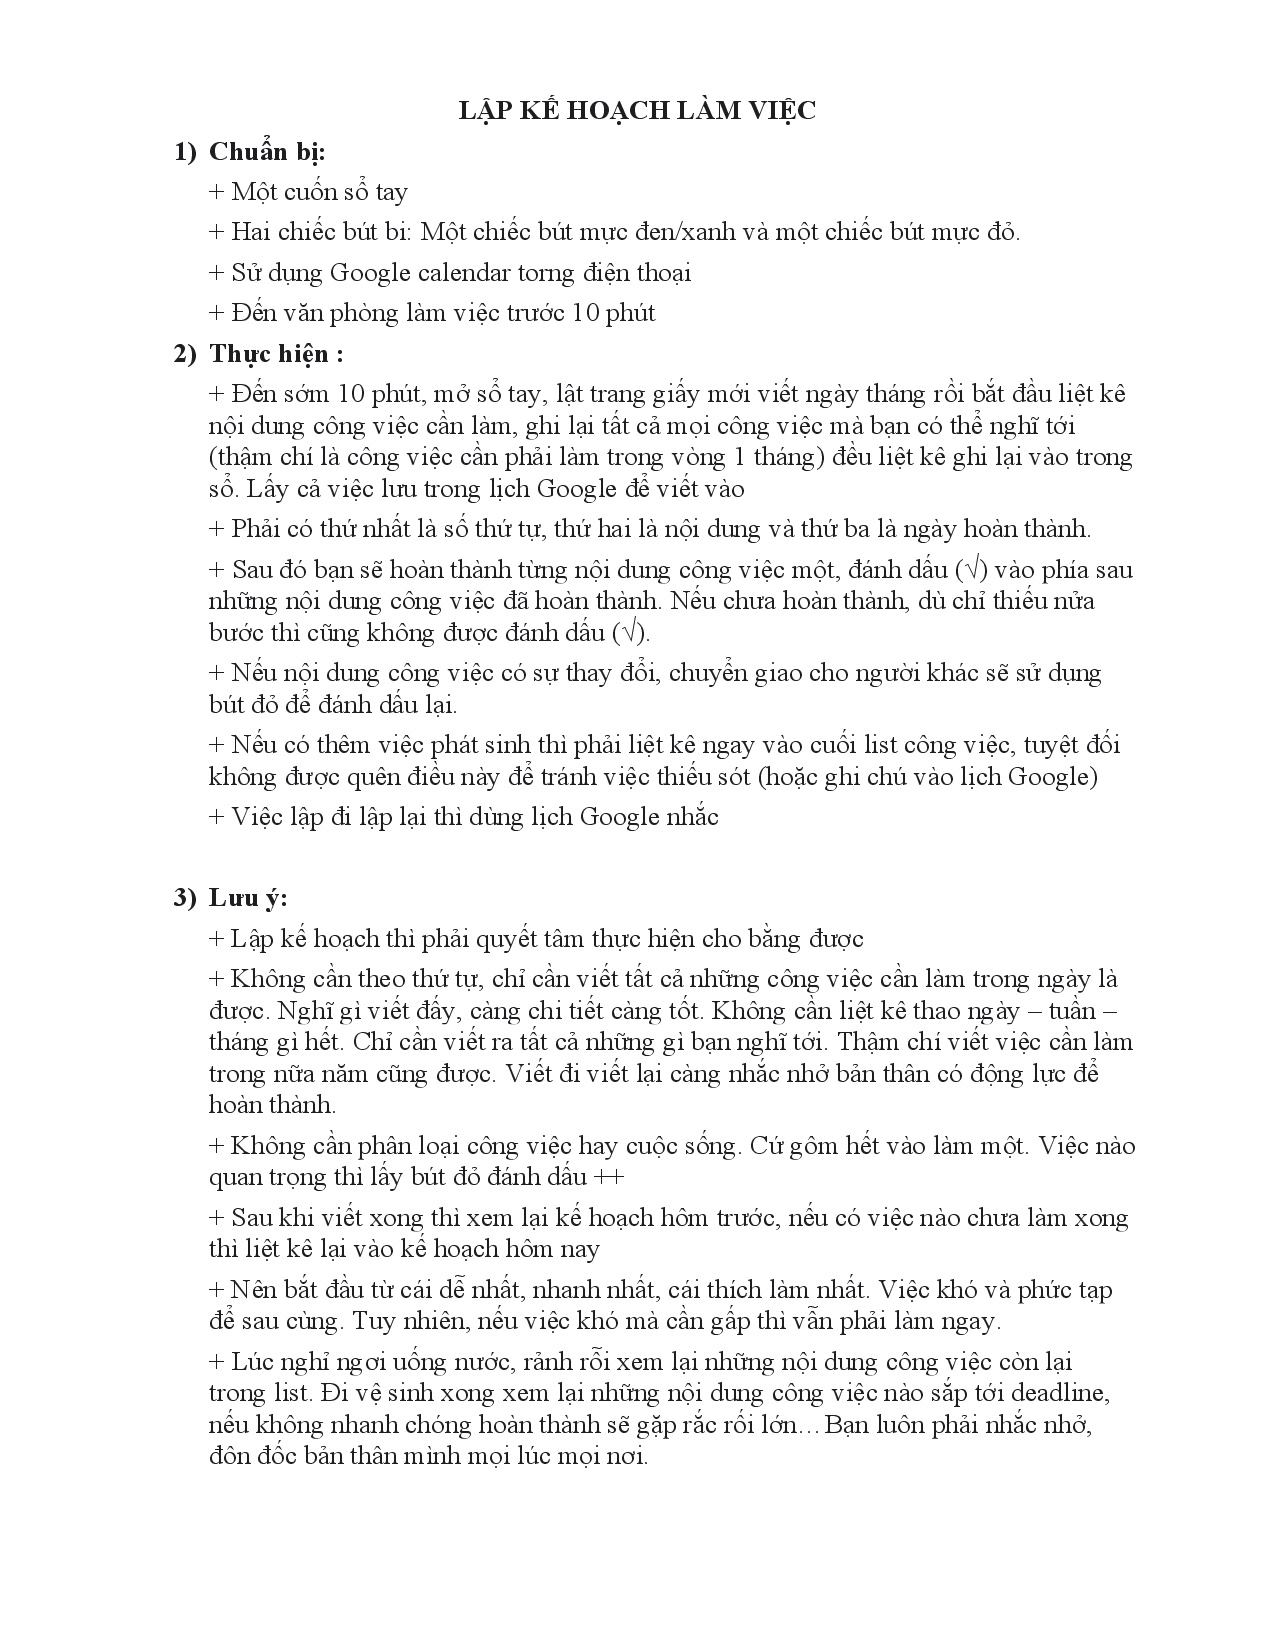 LẬP KẾ HOẠCH LÀM VIỆC
1) Chuẩn bị:
+ Một cuốn sổ tay
+ Hai chiếc bút bi: Một chiếc bút mực đen/xanh và một chiếc bút mực đỏ.
+ Sử dụng Google calendar torng điện thoại
+ Đến văn phòng làm việc trước 10 phút
2) Thực hiện :
+ Đến sớm 10 phút, mở sổ tay, lật trang giấy mới viết ngày tháng rồi bắt đầu liệt kê
nội dung công việc cần làm, ghi lại tất cả mọi công việc mà bạn có thể nghĩ tới
(thậm chí là công việc cần phải làm trong vòng 1 tháng) đều liệt kê ghi lại vào trong
sổ. Lấy cả việc lưu trong lịch Google để viết vào
+ Phải có thứ nhất là số thứ tự, thứ hai là nội dung và thứ ba là ngày hoàn thành.
+ Sau đó bạn sẽ hoàn thành từng nội dung công việc một, đánh dấu (√) vào phía sau
những nội dung công việc đã hoàn thành. Nếu chưa hoàn thành, dù chỉ thiếu nửa
bước thì cũng không được đánh dấu (√).
+ Nếu nội dung công việc có sự thay đổi, chuyển giao cho người khác sẽ sử dụng
bút đỏ để đánh dấu lại.
+ Nếu có thêm việc phát sinh thì phải liệt kê ngay vào cuối list công việc, tuyệt đối
không được quên điều này để tránh việc thiếu sót (hoặc ghi chú vào lịch Google)
+ Việc lập đi lập lại thì dùng lịch Google nhắc
3) Lưu ý:
+ Lập kế hoạch thì phải quyết tâm thực hiện cho bằng được
+ Không cần theo thứ tự, chỉ cần viết tất cả những công việc cần làm trong ngày là
được. Nghĩ gì viết đấy, càng chi tiết càng tốt. Không cần liệt kê thao ngày – tuần –
tháng gì hết. Chỉ cần viết ra tất cả những gì bạn nghĩ tới. Thậm chí viết việc cần làm
trong nữa năm cũng được. Viết đi viết lại càng nhắc nhở bản thân có động lực để
hoàn thành.
+ Không cần phân loại công việc hay cuộc sống. Cứ gôm hết vào làm một. Việc nào
quan trọng thì lấy bút đỏ đánh dấu ++
+ Sau khi viết xong thì xem lại kế hoạch hôm trước, nếu có việc nào chưa làm xong
thì liệt kê lại vào kế hoạch hôm nay
+ Nên bắt đầu từ cái dễ nhất, nhanh nhất, cái thích làm nhất. Việc khó và phức tạp
để sau cùng. Tuy nhiên, nếu việc khó mà cần gấp thì vẫn phải làm ngay.
+ Lúc nghỉ ngơi uống nước, rảnh rỗi xem lại những nội dung công việc còn lại
trong list. Đi vệ sinh xong xem lại những nội dung công việc nào sắp tới deadline,
nếu không nhanh chóng hoàn thành sẽ gặp rắc rối lớn…Bạn luôn phải nhắc nhở,
đôn đốc bản thân mình mọi lúc mọi nơi.